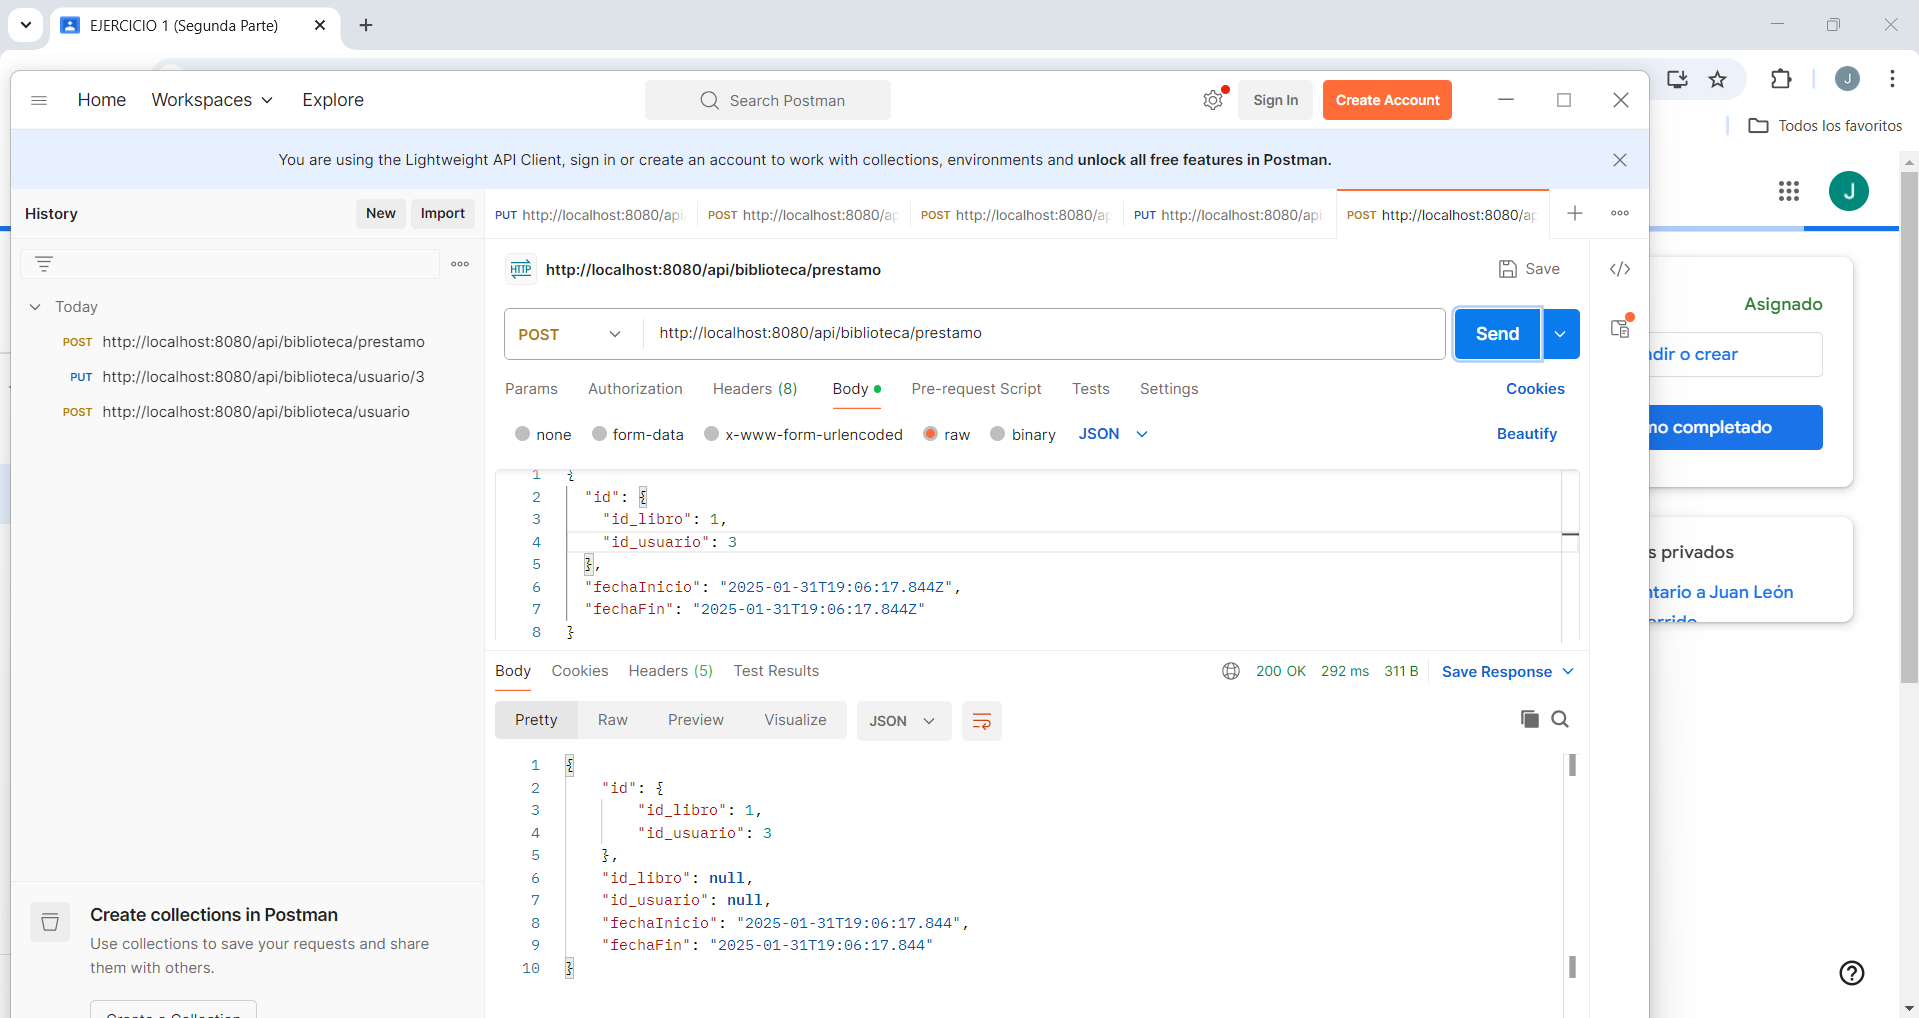 EJERCICIO 1 (Segunda Parte)
Home
Workspaces
Explore
Search Postman
Sign In
Create Account
Todos los favoritos
J
You are using the Lightweight API Client, sign in or create an account to work with collections, environments and unlock all free features in Postman.
J
History
New
Import
PUT http://localhost:8080/api
POST http://localhost:8080/ap
POST http://localhost:8080/ap
PUT http://localhost:8080/api
POST http://localhost:8080/ap
HTTP http://localhost:8080/api/biblioteca/prestamo
Save
</>
Today
POST http://localhost:8080/api/biblioteca/prestamo
PUT http://localhost:8080/api/biblioteca/usuario/3
POST http://localhost:8080/api/biblioteca/usuario
POST
http://localhost:8080/api/biblioteca/prestamo
Send
Params
Authorization
Headers (8)
Body
Pre-request Script
Tests
Settings
Cookies
none
form-data
x-www-form-urlencoded
raw
binary
JSON
Beautify
1 {
2 "id": {
3 "id_libro": 1,
4 "id_usuario": 3
5 },
6 "fechaInicio": "2025-01-31T19:06:17.844Z",
7 "fechaFin": "2025-01-31T19:06:17.844Z"
8 }
Body
Cookies
Headers (5)
Test Results
200 OK
292 ms
311 B
Save Response
Pretty
Raw
Preview
Visualize
JSON
1 {
2 "id": {
3 "id_libro": 1,
4 "id_usuario": 3
5 },
6 "id_libro": null,
7 "id_usuario": null,
8 "fechaInicio": "2025-01-31T19:06:17.844",
9 "fechaFin": "2025-01-31T19:06:17.844"
10 }
Create collections in Postman
Use collections to save your requests and share
them with others.
Create a Collection
Asignado
dir o crear
mo completado
s privados
ntario a Juan León